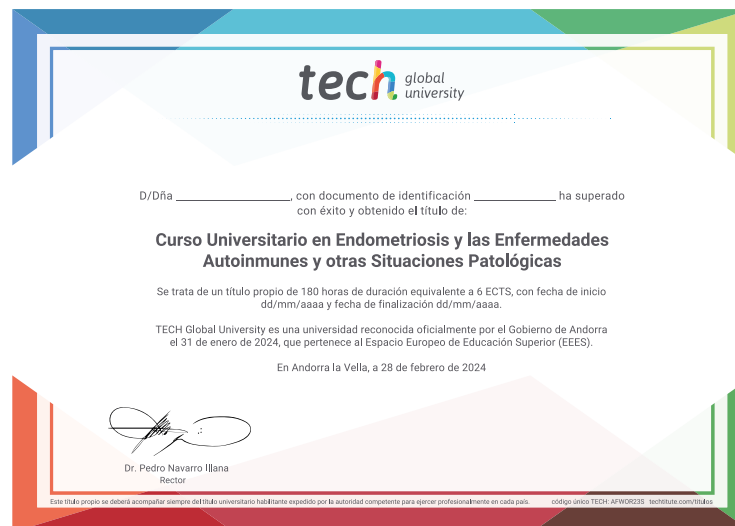 tech global university
D/Dña ____________, con documento de identificación ____________ ha superado
con éxito y obtenido el título de:
Curso Universitario en Endometriosis y las Enfermedades
Autoinmunes y otras Situaciones Patológicas
Se trata de un título propio de 180 horas de duración equivalente a 6 ECTS, con fecha de inicio
dd/mm/aaaa y fecha de finalización dd/mm/aaaa.
TECH Global University es una universidad reconocida oficialmente por el Gobierno de Andorra
el 31 de enero de 2024, que pertenece al Espacio Europeo de Educación Superior (EEES).
En Andorra la Vella, a 28 de febrero de 2024
Dr. Pedro Navarro Illana
Rector
Este título propio se deberá acompañar siempre del título universitario habilitante expedido por la autoridad competente para ejercer profesionalmente en cada país. código único TECH: AFWOR23S techtitute.com/titulos